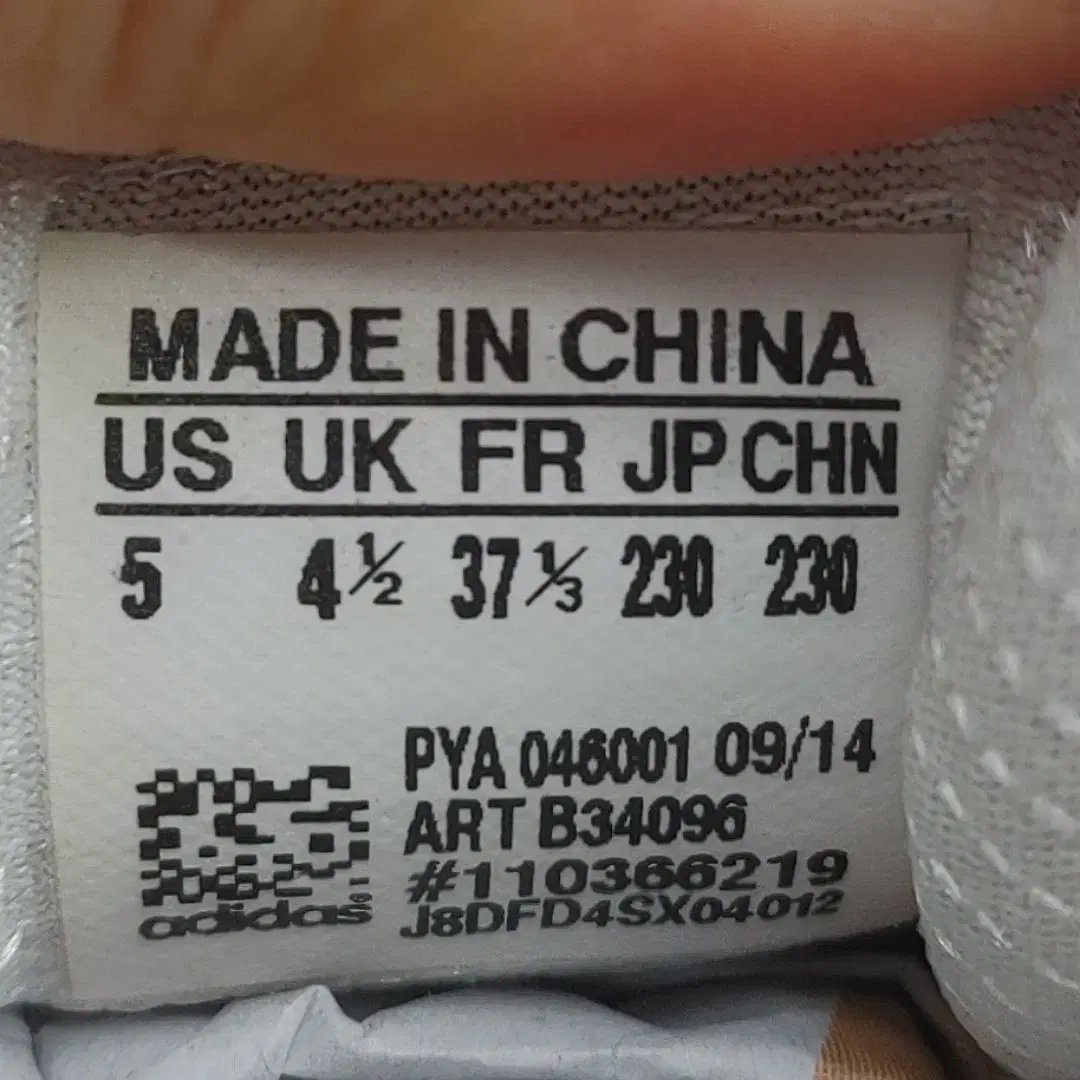 MADE IN CHINA
US UK FR JP CHN
5 4½ 37⅓ 230 230
PYA 046001 09/14
ART B34096
#110366219
adidas J8DFD4SX04012